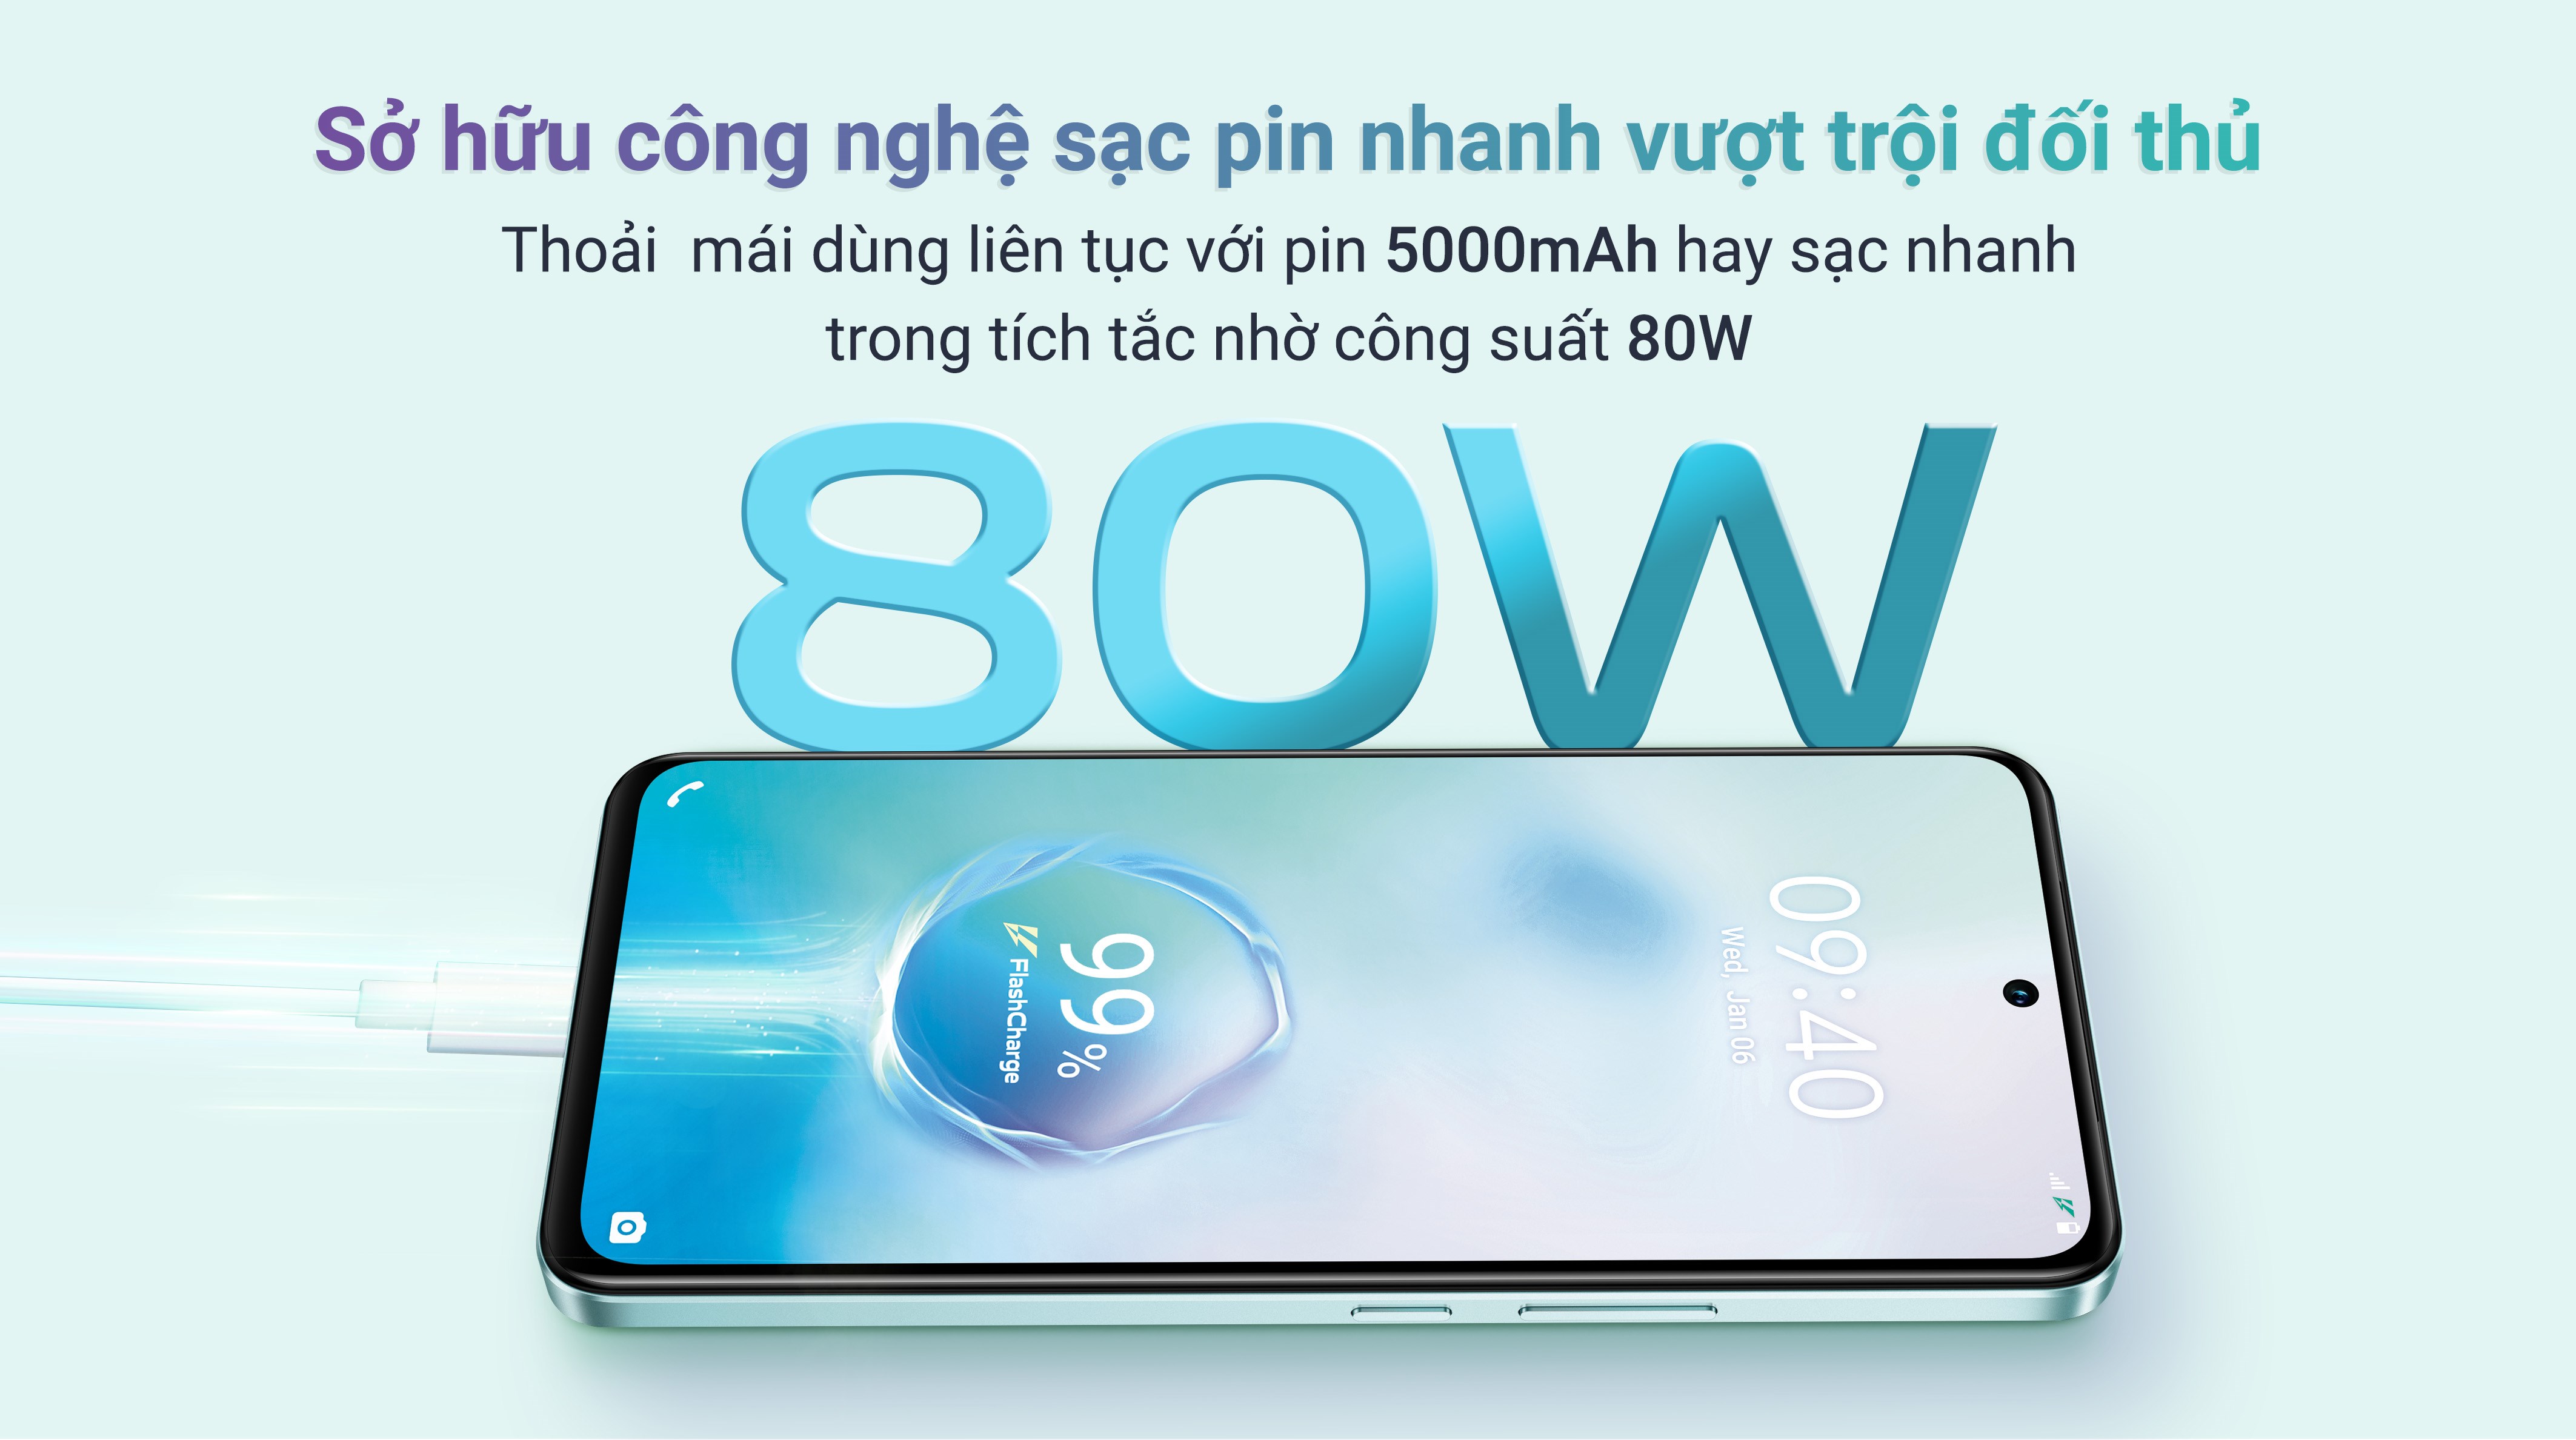 Sở hữu công nghệ sạc pin nhanh vượt trội đối thủ
Thoải  mái dùng liên tục với pin 5000mAh hay sạc nhanh
trong tích tắc nhờ công suất 80W
80W
09:40
Wed, Jan 06
99%
FlashCharge